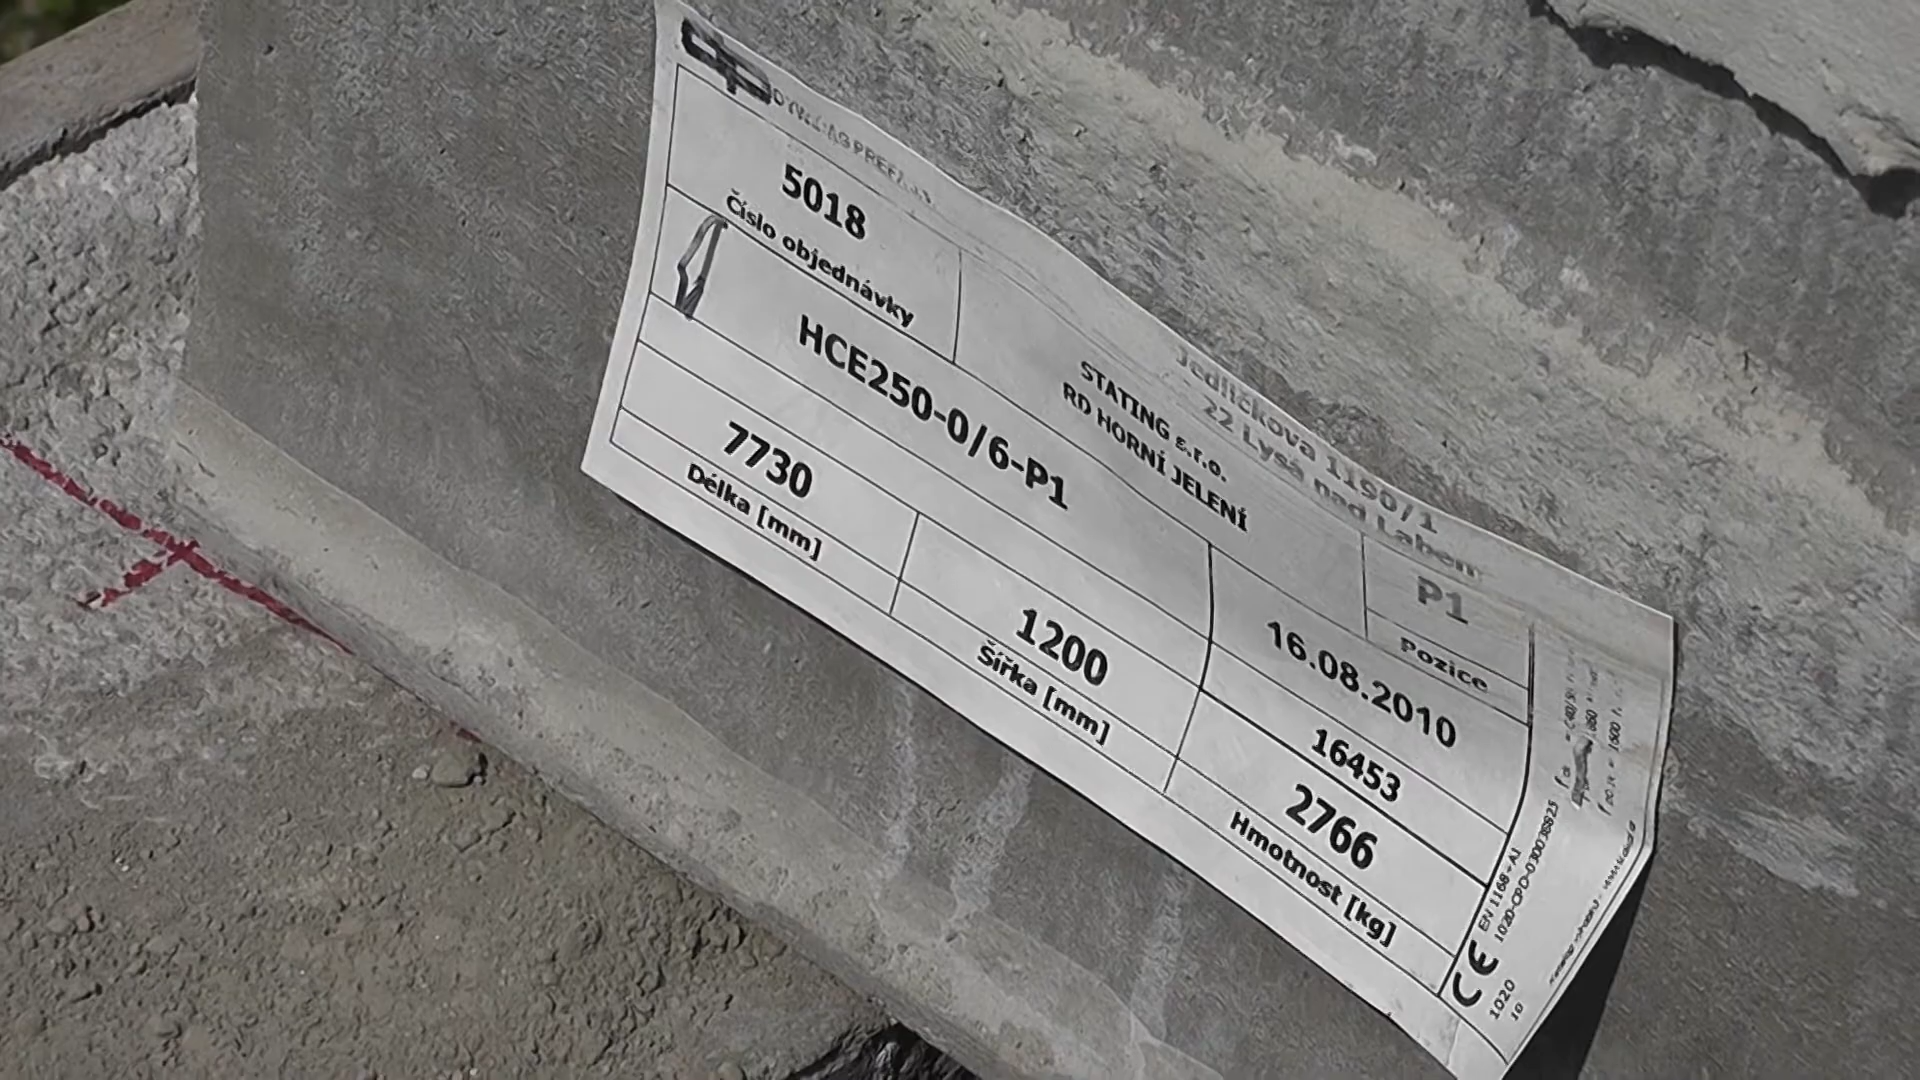 5018
Číslo objednávky
Jedličkova 1190/1
22 Lysá nad Labem
STATING s.r.o.
RD HORNÍ JELENÍ
P1
Pozice
HCE250-0/6-P1
16.08.2010
16453
7730
Délka [mm]
1200
Šířka [mm]
2766
Hmotnost [kg]
EN 1168-A1
1020
10